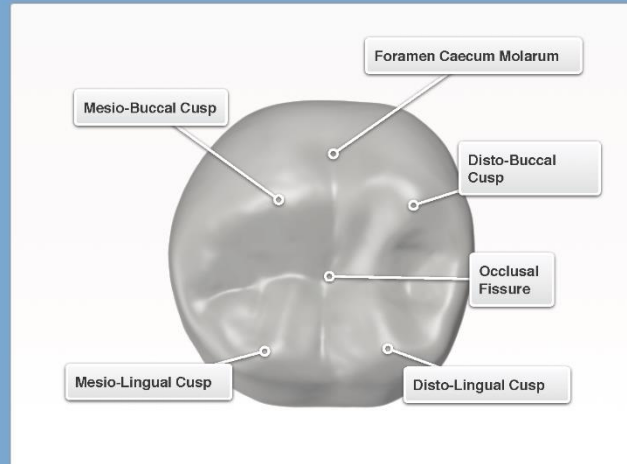 Foramen Caecum Molarum
Mesio-Buccal Cusp
Disto-Buccal
Cusp
Occlusal
Fissure
Mesio-Lingual Cusp
Disto-Lingual Cusp